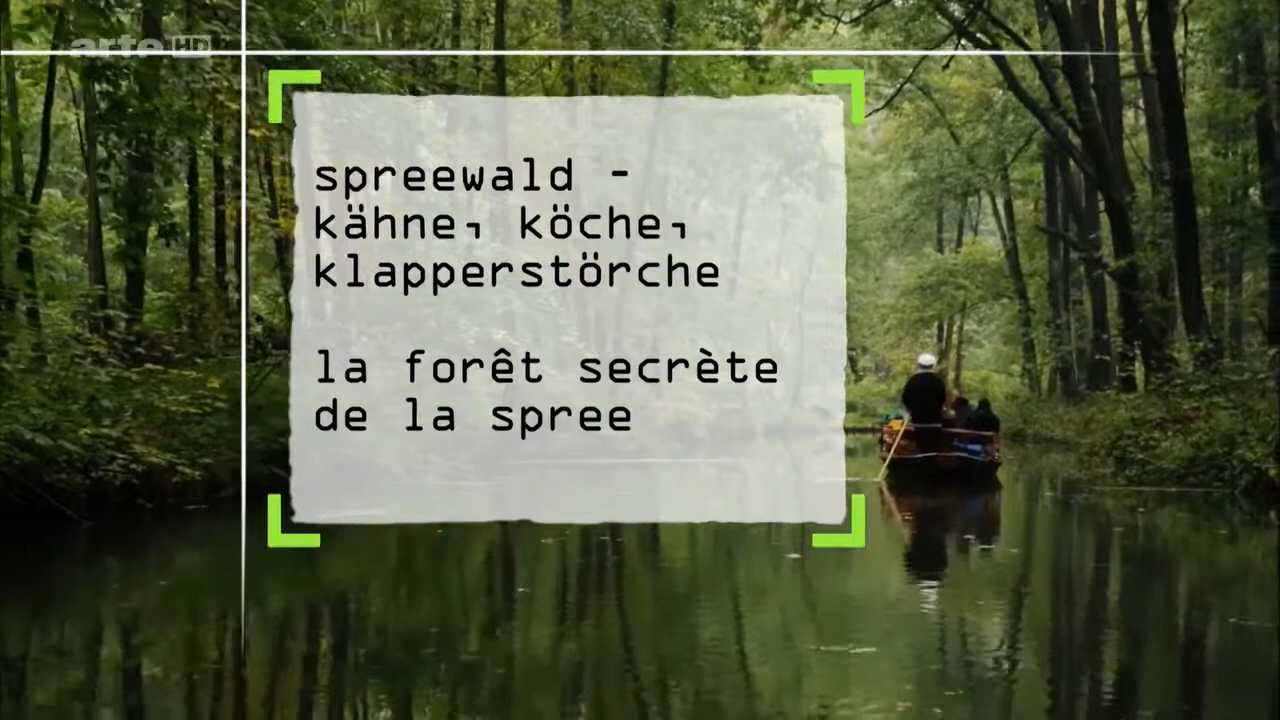 arte HD
spreewald -
kähne, köche,
klapperstörche
la forêt secrète
de la spree